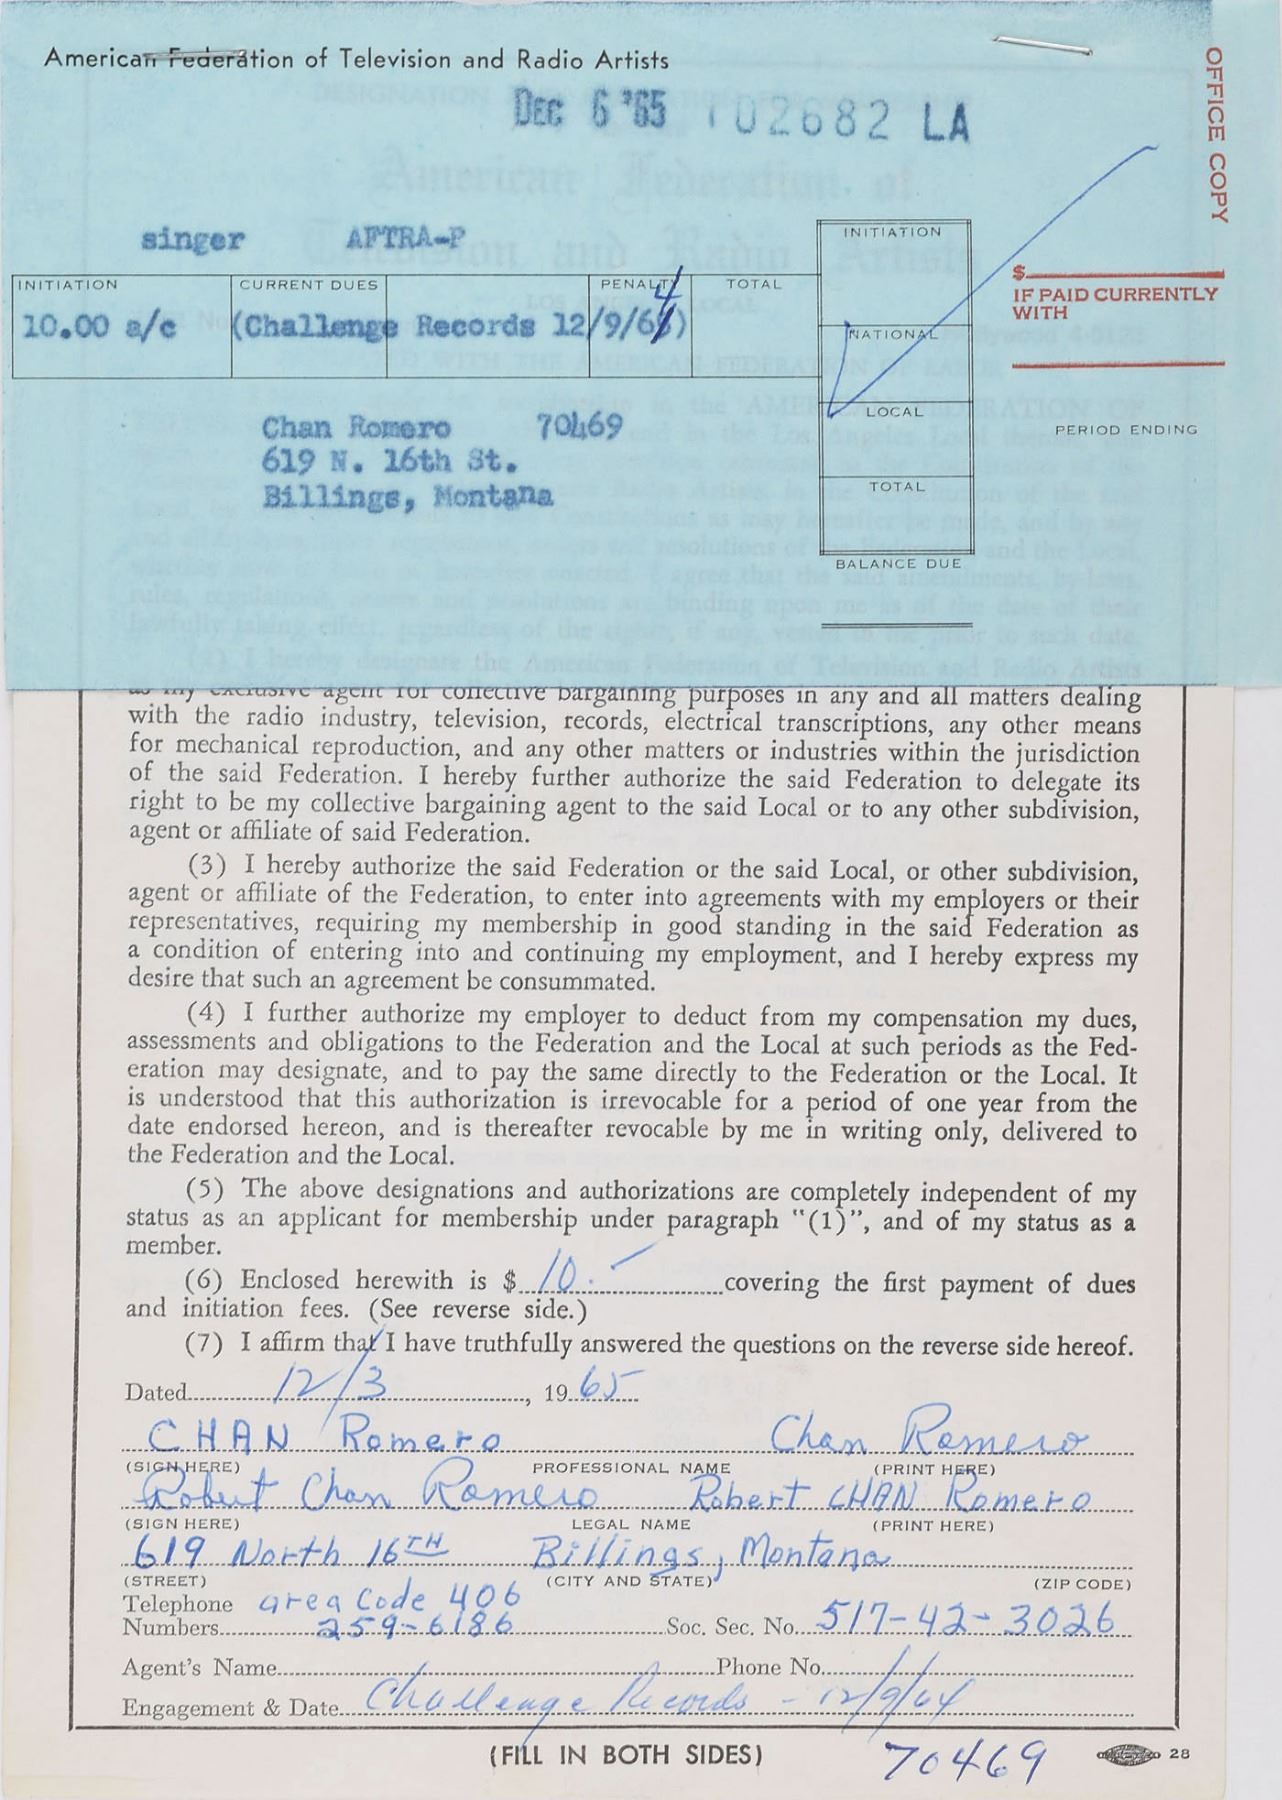 American Federation of Television and Radio Artists
OFFICE COPY
DEC 6 '65 102682 LA
singer AFTRA-P
INITIATION CURRENT DUES PENALTY TOTAL
10.00 a/c (Challenge Records 12/9/64)
INITIATION
NATIONAL
LOCAL
TOTAL
BALANCE DUE
$
IF PAID CURRENTLY
WITH
PERIOD ENDING
Chan Romero 70469
619 N. 16th St.
Billings, Montana
as my exclusive agent for collective bargaining purposes in any and all matters dealing
with the radio industry, television, records, electrical transcriptions, any other means
for mechanical reproduction, and any other matters or industries within the jurisdiction
of the said Federation. I hereby further authorize the said Federation to delegate its
right to be my collective bargaining agent to the said Local or to any other subdivision,
agent or affiliate of said Federation.
(3) I hereby authorize the said Federation or the said Local, or other subdivision,
agent or affiliate of the Federation, to enter into agreements with my employers or their
representatives, requiring my membership in good standing in the said Federation as
a condition of entering into and continuing my employment, and I hereby express my
desire that such an agreement be consummated.
(4) I further authorize my employer to deduct from my compensation my dues,
assessments and obligations to the Federation and the Local at such periods as the Fed-
eration may designate, and to pay the same directly to the Federation or the Local. It
is understood that this authorization is irrevocable for a period of one year from the
date endorsed hereon, and is thereafter revocable by me in writing only, delivered to
the Federation and the Local.
(5) The above designations and authorizations are completely independent of my
status as an applicant for membership under paragraph "(1)", and of my status as a
member.
(6) Enclosed herewith is $ 10.- covering the first payment of dues
and initiation fees. (See reverse side.)
(7) I affirm that I have truthfully answered the questions on the reverse side hereof.
Dated 12/3, 19 65
CHAN Romero Chan Romero
(SIGN HERE) PROFESSIONAL NAME (PRINT HERE)
Robert Chan Romero Robert CHAN Romero
(SIGN HERE) LEGAL NAME (PRINT HERE)
619 North 16TH Billings, Montana
(STREET) (CITY AND STATE) (ZIP CODE)
Telephone area Code 406
Numbers 259-6186 Soc. Sec. No. 517-42-3026
Agent's Name Phone No.
Engagement & Date Challenge Records - 12/9/64
(FILL IN BOTH SIDES) 70469 28